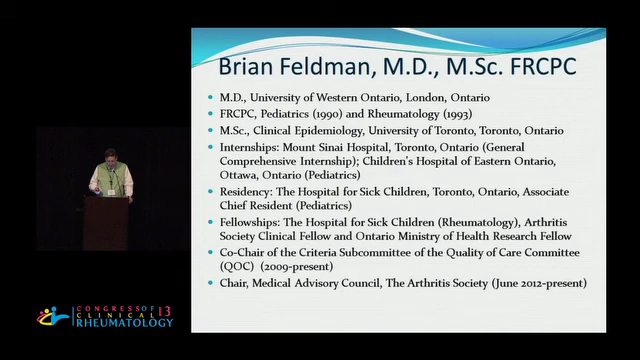 Brian Feldman, M.D., M.Sc. FRCPC
M.D., University of Western Ontario, London, Ontario
FRCPC, Pediatrics (1990) and Rheumatology (1993)
M.Sc., Clinical Epidemiology, University of Toronto, Toronto, Ontario
Internships: Mount Sinai Hospital, Toronto, Ontario (General
Comprehensive Internship); Children's Hospital of Eastern Ontario,
Ottawa, Ontario (Pediatrics)
Residency: The Hospital for Sick Children, Toronto, Ontario, Associate
Chief Resident (Pediatrics)
Fellowships: The Hospital for Sick Children (Rheumatology), Arthritis
Society Clinical Fellow and Ontario Ministry of Health Research Fellow
Co-Chair of the Criteria Subcommittee of the Quality of Care Committee
(QOC) (2009-present)
Chair, Medical Advisory Council, The Arthritis Society (June 2012-present)
CONGRESS OF 13
CLINICAL
RHEUMATOLOGY